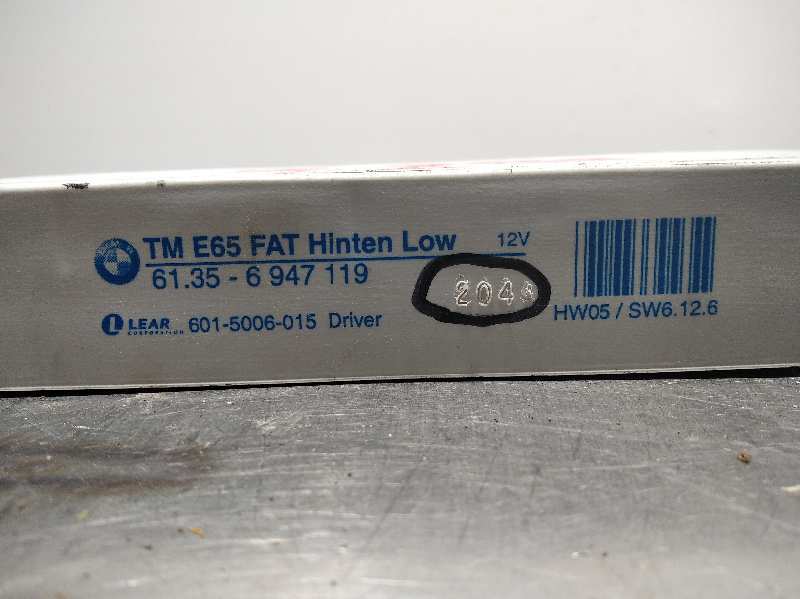 TM E65 FAT Hinten Low 12V
61.35 - 6 947 119
LEAR CORPORATION 601-5006-015 Driver
HW05 / SW6.12.6